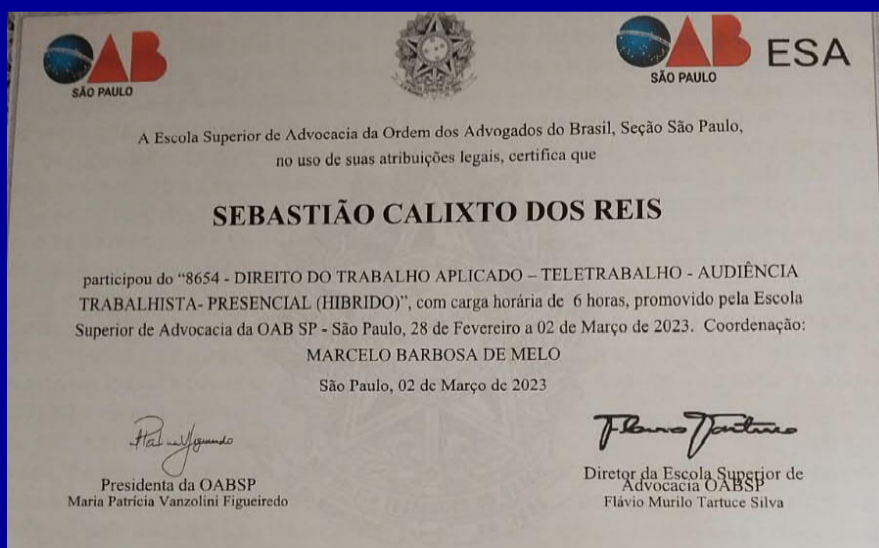 OAB
SÃO PAULO
OAB ESA
SÃO PAULO
A Escola Superior de Advocacia da Ordem dos Advogados do Brasil, Seção São Paulo,
no uso de suas atribuições legais, certifica que
SEBASTIÃO CALIXTO DOS REIS
participou do “8654 - DIREITO DO TRABALHO APLICADO – TELETRABALHO - AUDIÊNCIA
TRABALHISTA- PRESENCIAL (HIBRIDO)”, com carga horária de 6 horas, promovido pela Escola
Superior de Advocacia da OAB SP - São Paulo, 28 de Fevereiro a 02 de Março de 2023. Coordenação:
MARCELO BARBOSA DE MELO
São Paulo, 02 de Março de 2023
Presidenta da OABSP
Maria Patrícia Vanzolini Figueiredo
Flavio Tartuce
Diretor da Escola Superior de
Advocacia OABSP
Flávio Murilo Tartuce Silva